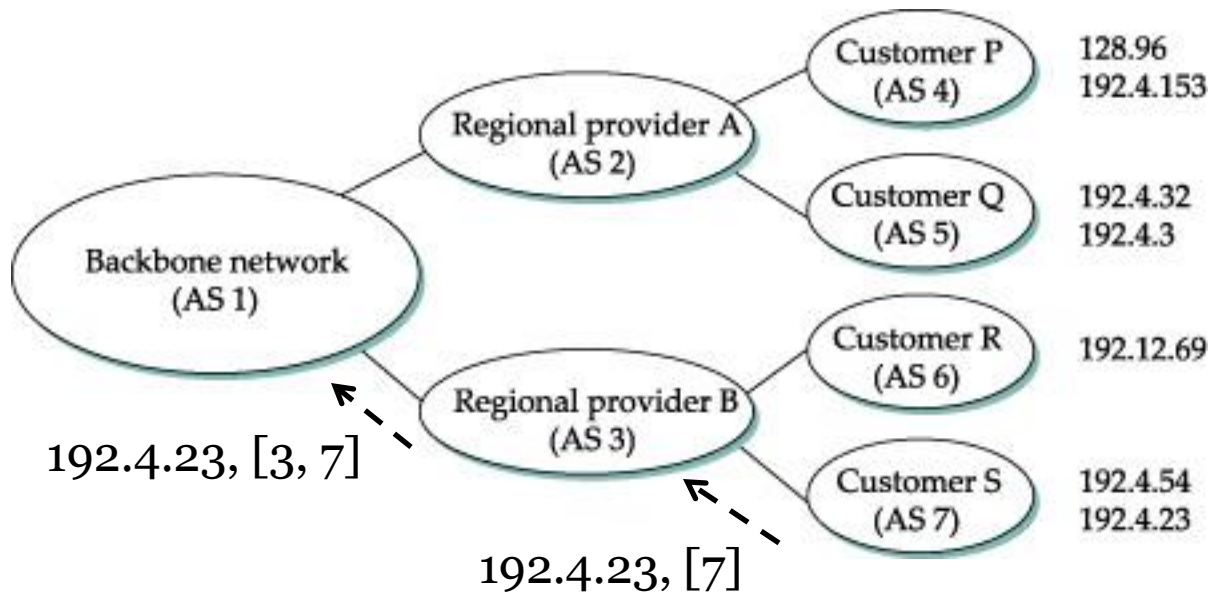 Customer P
(AS 4)
128.96
192.4.153
Regional provider A
(AS 2)
Customer Q
(AS 5)
192.4.32
192.4.3
Backbone network
(AS 1)
Customer R
(AS 6)
192.12.69
Regional provider B
(AS 3)
192.4.23, [3, 7]
Customer S
(AS 7)
192.4.54
192.4.23
192.4.23, [7]